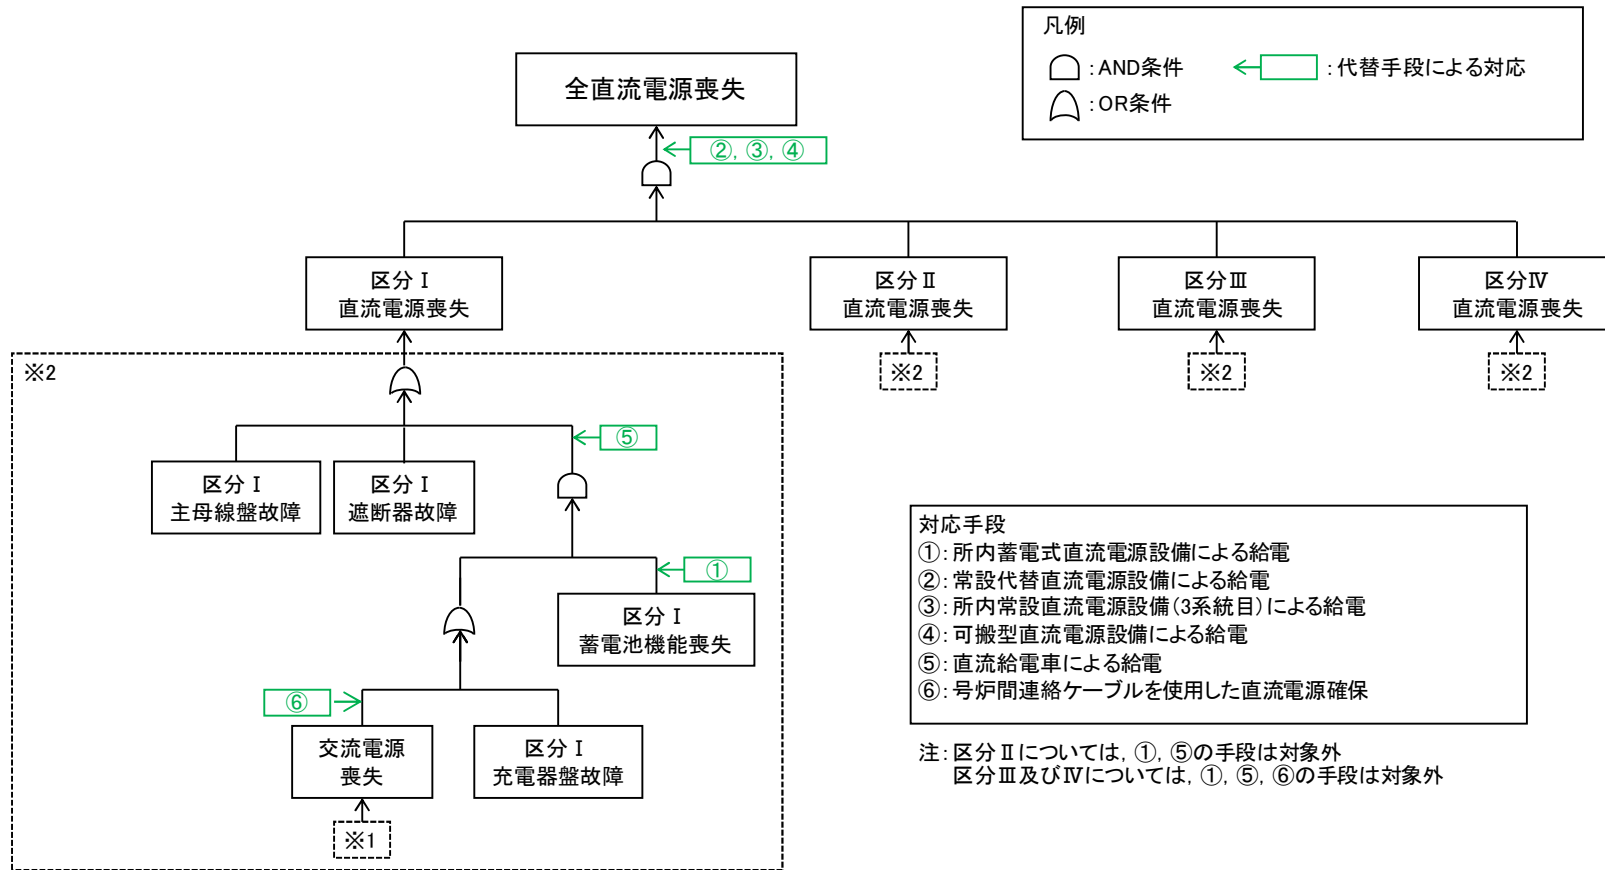 凡例
:AND条件
:代替手段による対応
:OR条件
全直流電源喪失
②, ③, ④
区分Ⅰ
直流電源喪失
区分Ⅱ
直流電源喪失
区分Ⅲ
直流電源喪失
区分Ⅳ
直流電源喪失
※2
※2
※2
※2
⑤
区分Ⅰ
主母線盤故障
区分Ⅰ
遮断器故障
①
区分Ⅰ
蓄電池機能喪失
⑥
交流電源
喪失
区分Ⅰ
充電器盤故障
※1
対応手段
①:所内蓄電式直流電源設備による給電
②:常設代替直流電源設備による給電
③:所内常設直流電源設備(3系統目)による給電
④:可搬型直流電源設備による給電
⑤:直流給電車による給電
⑥:号炉間連絡ケーブルを使用した直流電源確保
注:区分Ⅱについては, ①, ⑤の手段は対象外
区分Ⅲ及びⅣについては, ①, ⑤, ⑥の手段は対象外